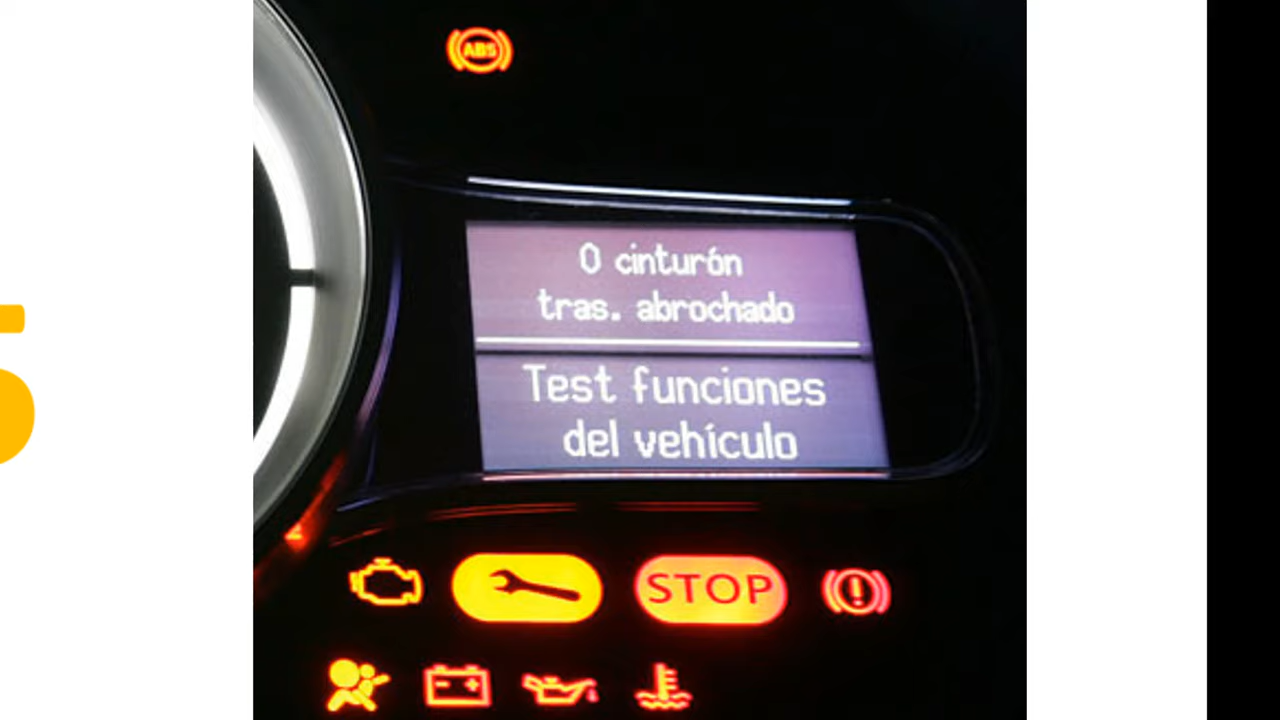 ABS
0 cinturón
tras. abrochado
Test funciones
del vehículo
STOP